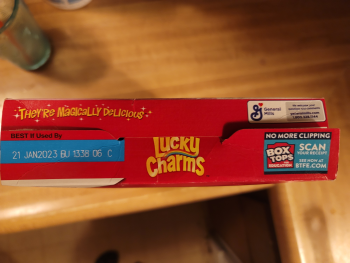 THEY'RE MAGICALLY DELICIOUS
General
Mills
BEST If Used By
21 JAN2023 BU 1338 06 C
LUCKY
Charms
NO MORE CLIPPING
BOX
TOPS
FOR
EDUCATION
SCAN
YOUR RECEIPT
SEE HOW AT
BTFE.COM